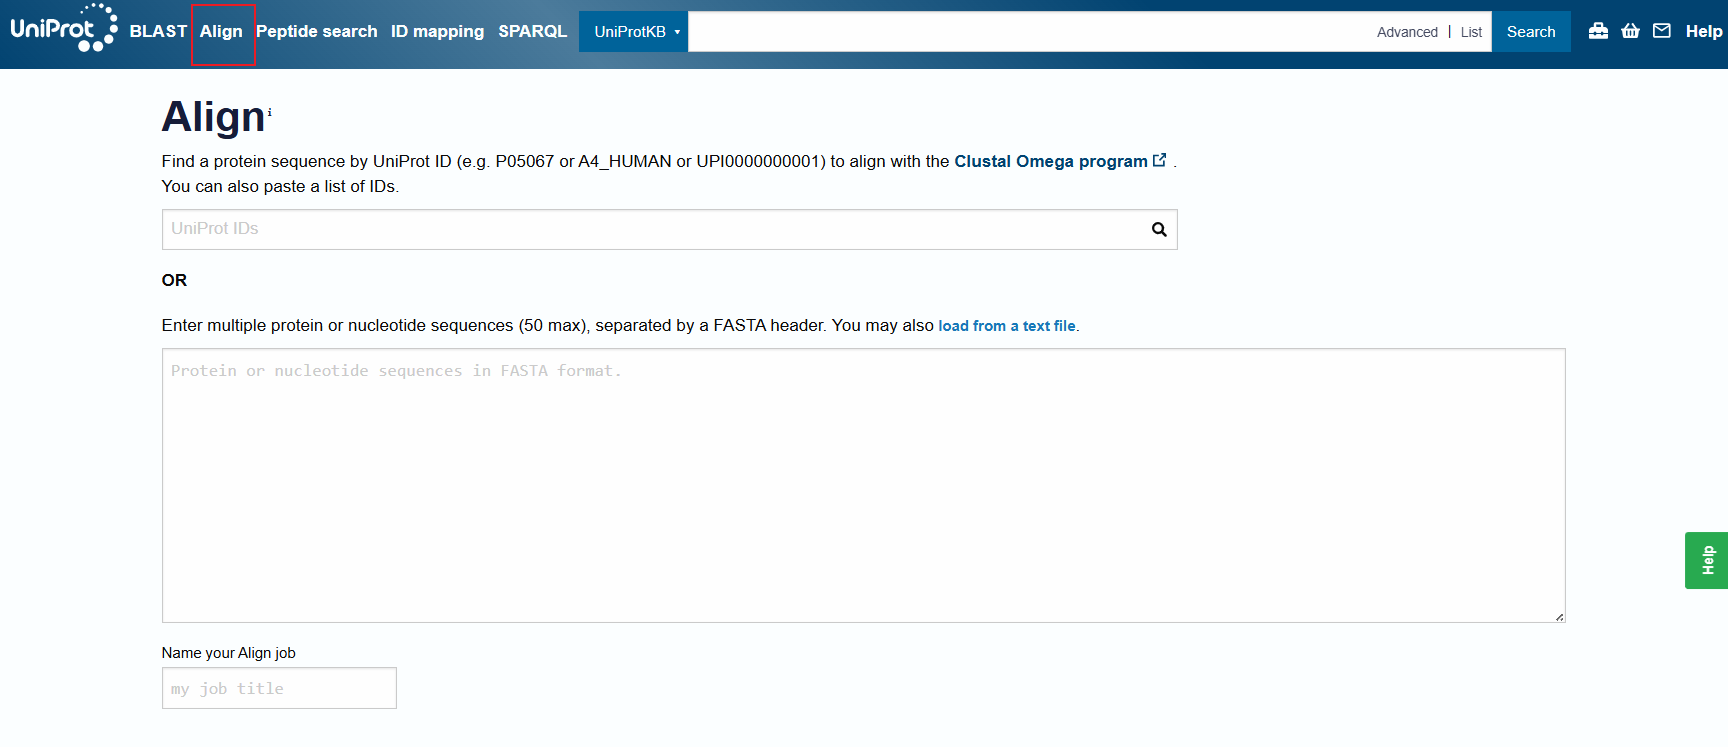 UniProt BLAST Align Peptide search ID mapping SPARQL UniProtKB Advanced | List Search Help
Align i
Find a protein sequence by UniProt ID (e.g. P05067 or A4_HUMAN or UPI0000000001) to align with the Clustal Omega program .
You can also paste a list of IDs.
UniProt IDs
OR
Enter multiple protein or nucleotide sequences (50 max), separated by a FASTA header. You may also load from a text file.
Protein or nucleotide sequences in FASTA format.
Help
Name your Align job
my job title